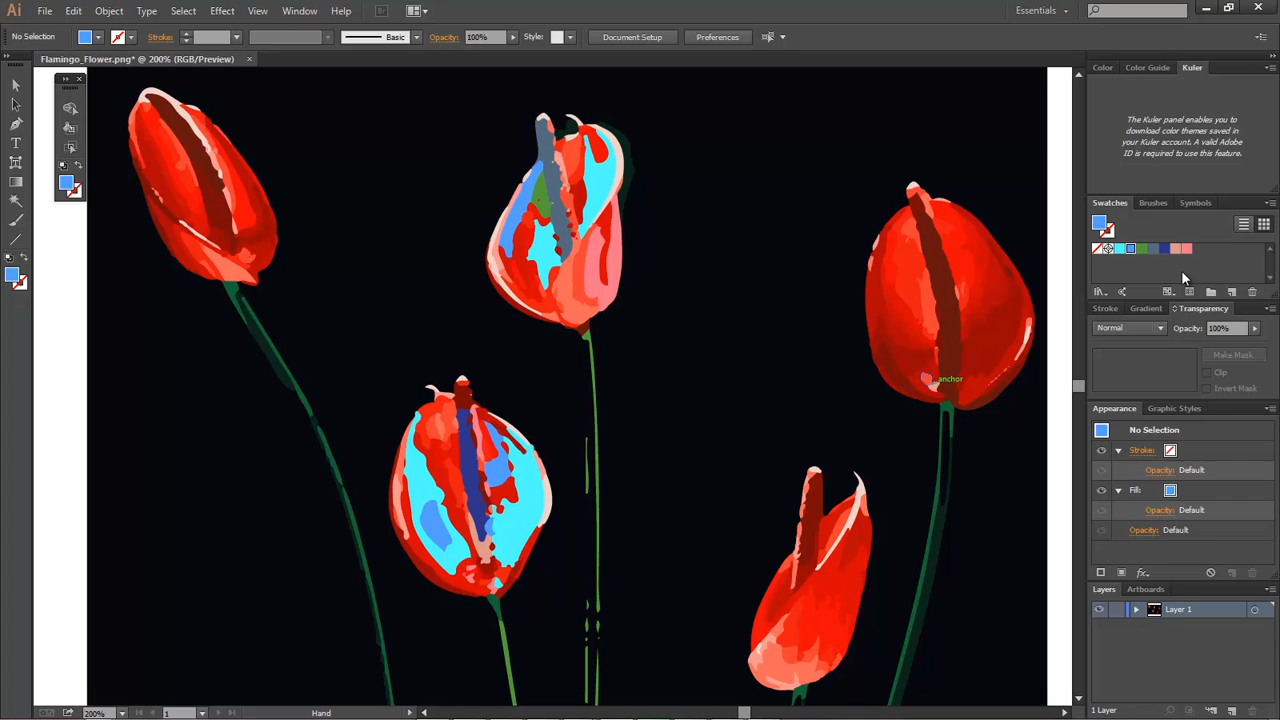 Ai File Edit Object Type Select Effect View Window Help Essentials
No Selection Stroke: Basic Opacity: 100% Style: Document Setup Preferences
Flamingo_Flower.png* @ 200% (RGB/Preview)
Color Color Guide Kuler
The Kuler panel enables you to
download color themes saved in
your Kuler account. A valid Adobe
ID is required to use this feature.
Swatches Brushes Symbols
Stroke Gradient Transparency
Normal Opacity: 100%
Make Mask
Clip
Invert Mask
anchor
Appearance Graphic Styles
No Selection
Stroke:
Opacity: Default
Fill:
Opacity: Default
Opacity: Default
fx
Layers Artboards
Layer 1
1 Layer
200% 1 Hand